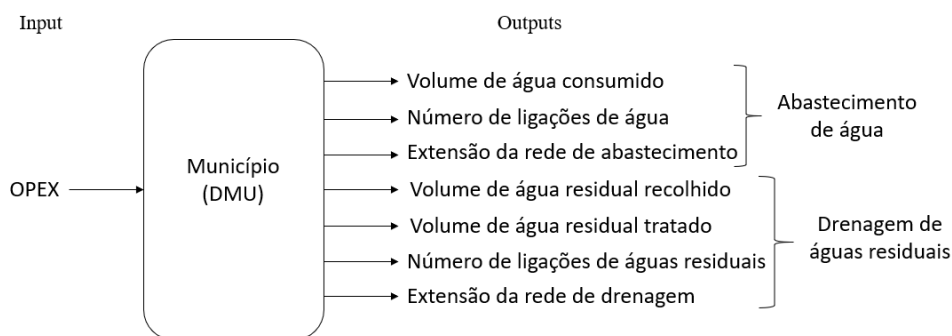 Input
Outputs
OPEX
Município
(DMU)
Volume de água consumido
Número de ligações de água
Extensão da rede de abastecimento
Volume de água residual recolhido
Volume de água residual tratado
Número de ligações de águas residuais
Extensão da rede de drenagem
Abastecimento
de água
Drenagem de
águas residuais